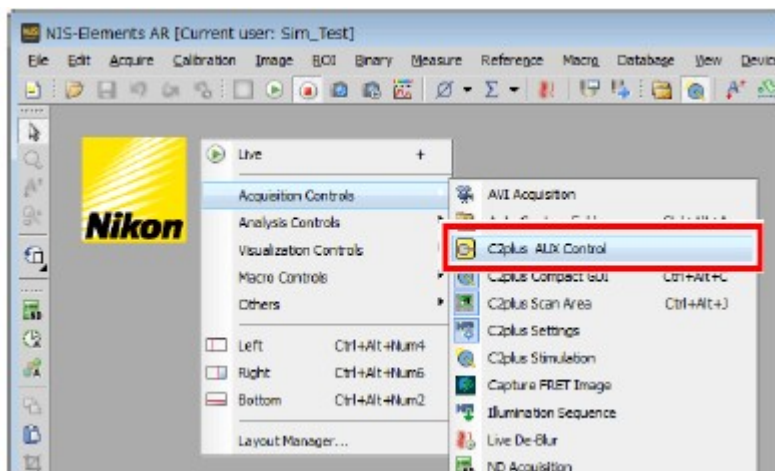 NIS-Elements AR [Current user: Sim_Test]
File Edit Acquire Calibration Image ROI Binary Measure Reference Macro Database View Devic
Nikon
Live +
Acquisition Controls
Analysis Controls
Visualization Controls
Macro Controls
Others
Left Ctrl+Alt+Num4
Right Ctrl+Alt+Num6
Bottom Ctrl+Alt+Num2
Layout Manager...
AVI Acquisition
C2plus AUX Control
C2plus Compact GUI Ctrl+Alt+C
C2plus Scan Area Ctrl+Alt+J
C2plus Settings
C2plus Stimulation
Capture FRET Image
Illumination Sequence
Live De-Blur
ND Acquisition